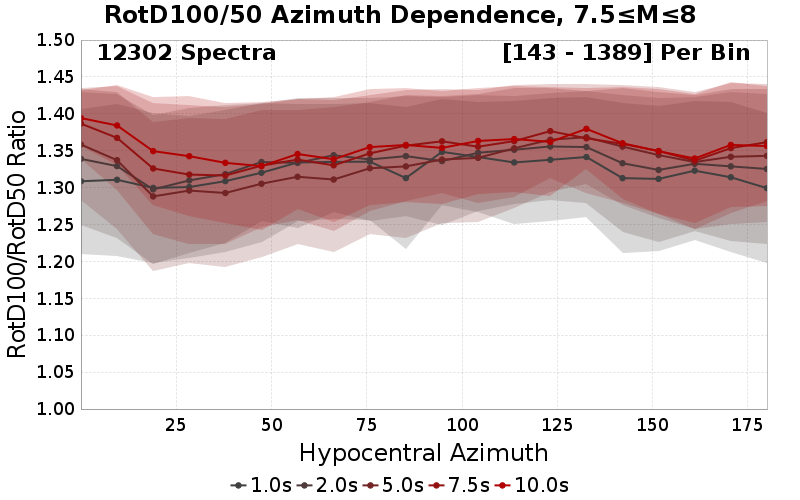 RotD100/50 Azimuth Dependence, 7.5≤M≤8
12302 Spectra
[143 - 1389] Per Bin
RotD100/RotD50 Ratio
1.50
1.45
1.40
1.35
1.30
1.25
1.20
1.15
1.10
1.05
1.00
25 50 75 100 125 150 175
Hypocentral Azimuth
1.0s 2.0s 5.0s 7.5s 10.0s